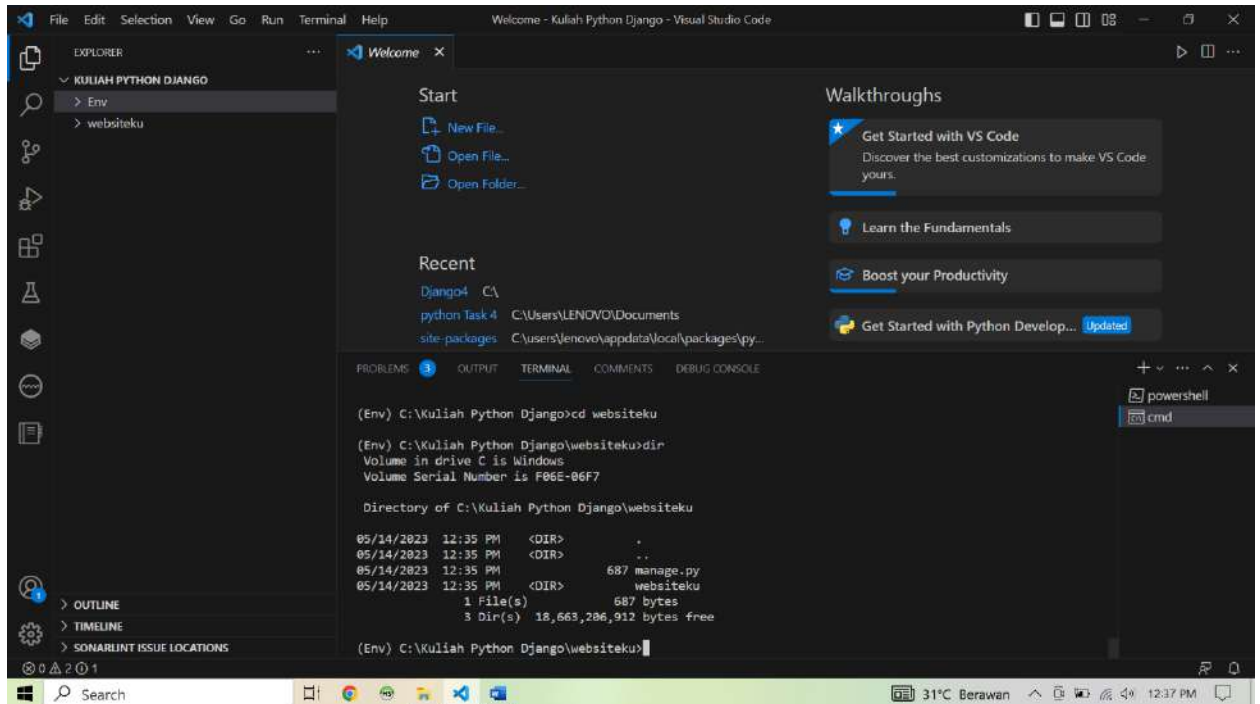 File Edit Selection View Go Run Terminal Help Welcome - Kuliah Python Django - Visual Studio Code
EXPLORER
KULIAH PYTHON DJANGO
Env
websiteku
OUTLINE
TIMELINE
SONARLINT ISSUE LOCATIONS
Welcome
Start
New File...
Open File...
Open Folder...
Recent
Django4 C:\
python Task 4 C:\Users\LENOVO\Documents
site-packages C:\users\lenovo\appdata\local\packages\py...
Walkthroughs
Get Started with VS Code
Discover the best customizations to make VS Code
yours.
Learn the Fundamentals
Boost your Productivity
Get Started with Python Develop... Updated
PROBLEMS 3 OUTPUT TERMINAL COMMENTS DEBUG CONSOLE
(Env) C:\Kuliah Python Django>cd websiteku
(Env) C:\Kuliah Python Django\websiteku>dir
Volume in drive C is Windows
Volume Serial Number is F06E-06F7
Directory of C:\Kuliah Python Django\websiteku
05/14/2023 12:35 PM <DIR> .
05/14/2023 12:35 PM <DIR> ..
05/14/2023 12:35 PM 687 manage.py
05/14/2023 12:35 PM <DIR> websiteku
1 File(s) 687 bytes
3 Dir(s) 18,663,206,912 bytes free
(Env) C:\Kuliah Python Django\websiteku>
powershell
cmd
0 2 1
Search
31°C Berawan 12:37 PM